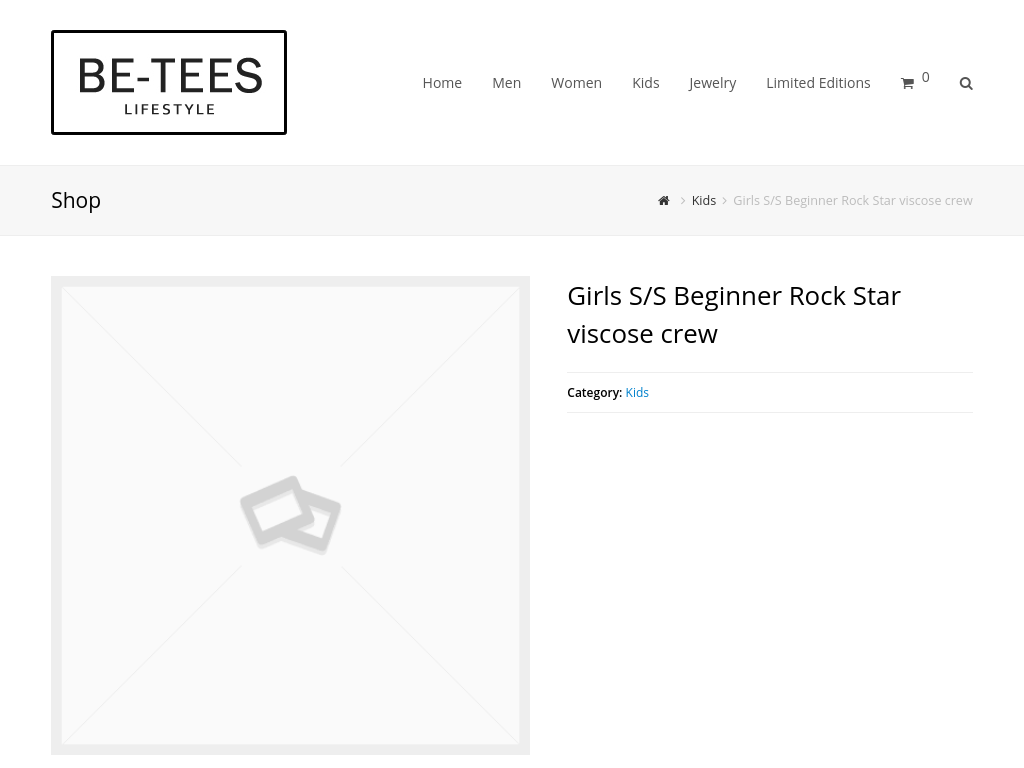 BE-TEES
LIFESTYLE
Home Men Women Kids Jewelry Limited Editions 0
Shop
Kids Girls S/S Beginner Rock Star viscose crew
Girls S/S Beginner Rock Star
viscose crew
Category: Kids